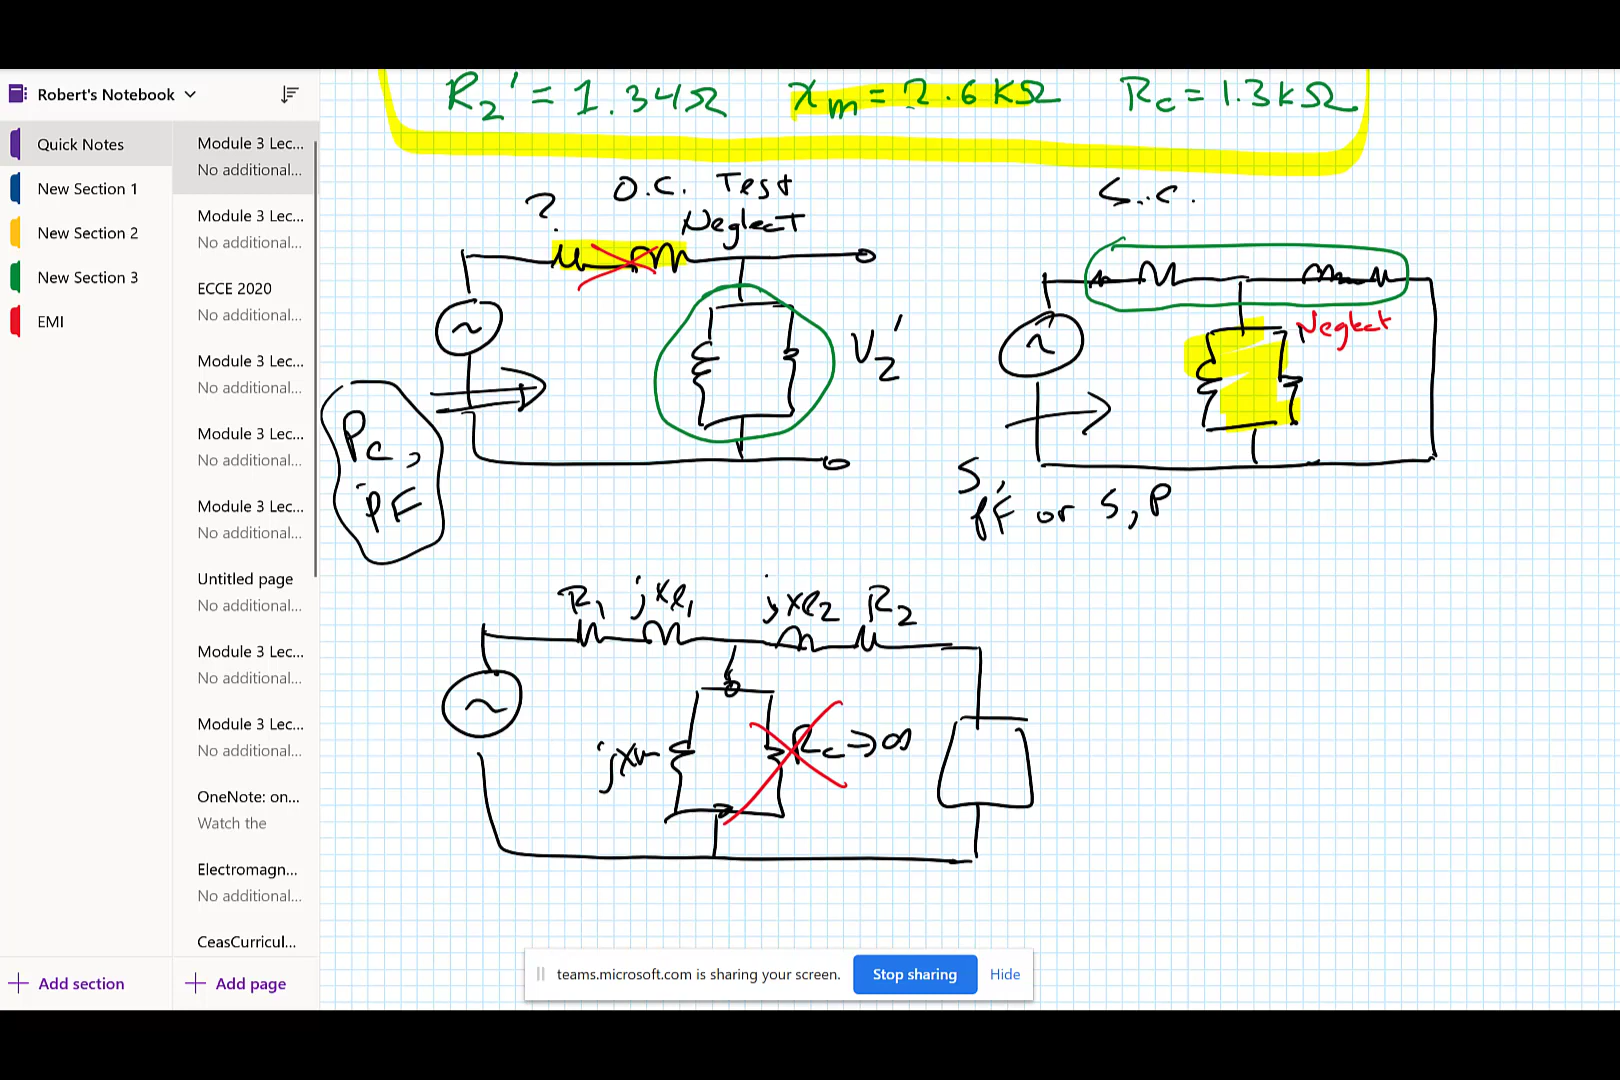 Robert's Notebook
Quick Notes
New Section 1
New Section 2
New Section 3
EMI
Add section
Module 3 Lec...
No additional...
Module 3 Lec...
No additional...
ECCE 2020
No additional...
Module 3 Lec...
No additional...
Module 3 Lec...
No additional...
Module 3 Lec...
No additional...
Untitled page
No additional...
Module 3 Lec...
No additional...
Module 3 Lec...
No additional...
OneNote: on...
Watch the
Electromagn...
No additional...
CeasCurricul...
Add page
R2' = 1.34Ω xm = 2.6KΩ Rc = 1.3kΩ
O.C. Test
?
Neglect
V2'
Pc,
PF
S.C.
Neglect
S,
PF or S, P
R1 jxl1 jxl2 R2
jxm
Rc ⇒ ∞
teams.microsoft.com is sharing your screen.
Stop sharing
Hide